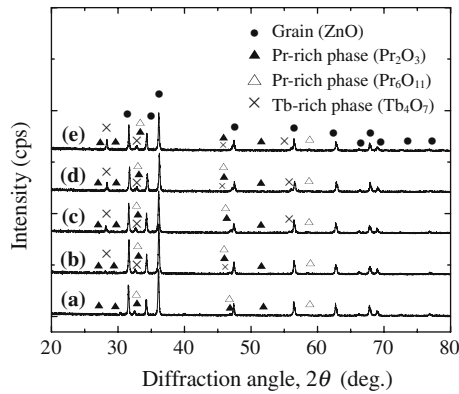 Grain (ZnO)
Pr-rich phase (Pr₂O₃)
Pr-rich phase (Pr₆O₁₁)
Tb-rich phase (Tb₄O₇)
Intensity (cps)
(e)
(d)
(c)
(b)
(a)
20 30 40 50 60 70 80
Diffraction angle, 2θ (deg.)